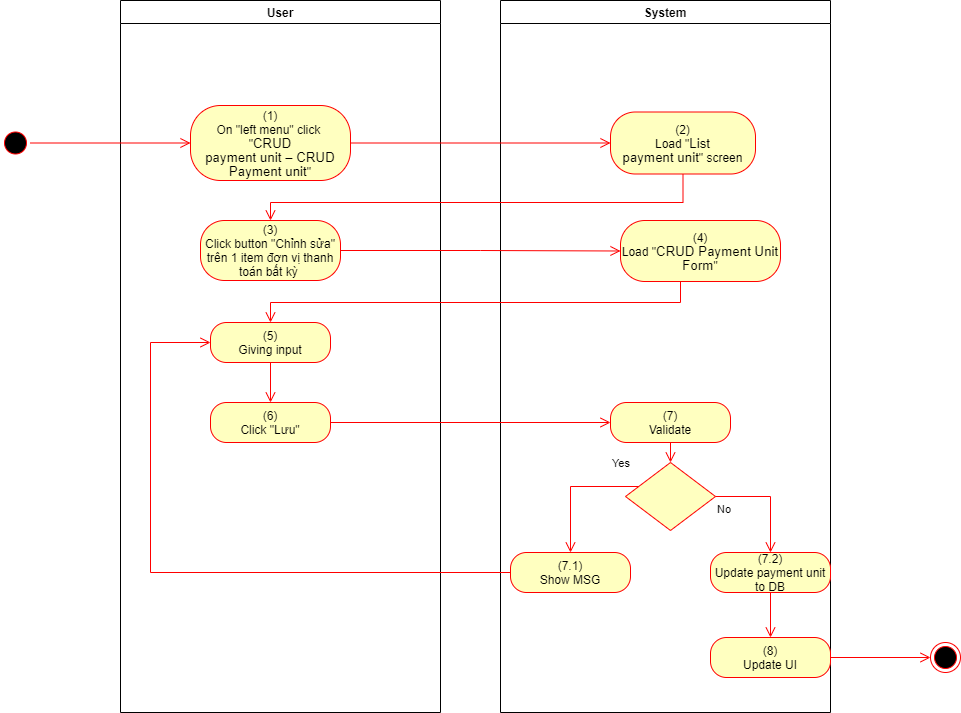 User
System
(1)
On "left menu" click
"CRUD
payment unit – CRUD
Payment unit"
(2)
Load "List
payment unit" screen
(3)
Click button "Chỉnh sửa"
trên 1 item đơn vị thanh
toán bất kỳ
(4)
Load "CRUD Payment Unit
Form"
(5)
Giving input
(6)
Click "Lưu"
(7)
Validate
Yes
No
(7.1)
Show MSG
(7.2)
Update payment unit
to DB
(8)
Update UI